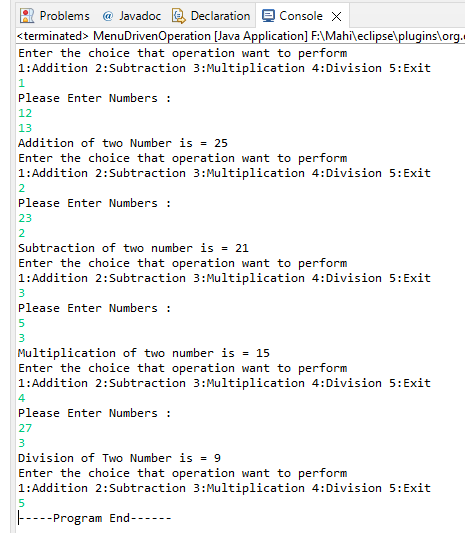 Problems @ Javadoc Declaration Console
<terminated> MenuDrivenOperation [Java Application] F:\Mahi\eclipse\plugins\org.
Enter the choice that operation want to perform
1:Addition 2:Subtraction 3:Multiplication 4:Division 5:Exit
1
Please Enter Numbers :
12
13
Addition of two Number is = 25
Enter the choice that operation want to perform
1:Addition 2:Subtraction 3:Multiplication 4:Division 5:Exit
2
Please Enter Numbers :
23
2
Subtraction of two number is = 21
Enter the choice that operation want to perform
1:Addition 2:Subtraction 3:Multiplication 4:Division 5:Exit
3
Please Enter Numbers :
5
3
Multiplication of two number is = 15
Enter the choice that operation want to perform
1:Addition 2:Subtraction 3:Multiplication 4:Division 5:Exit
4
Please Enter Numbers :
27
3
Division of Two Number is = 9
Enter the choice that operation want to perform
1:Addition 2:Subtraction 3:Multiplication 4:Division 5:Exit
5
-----Program End------